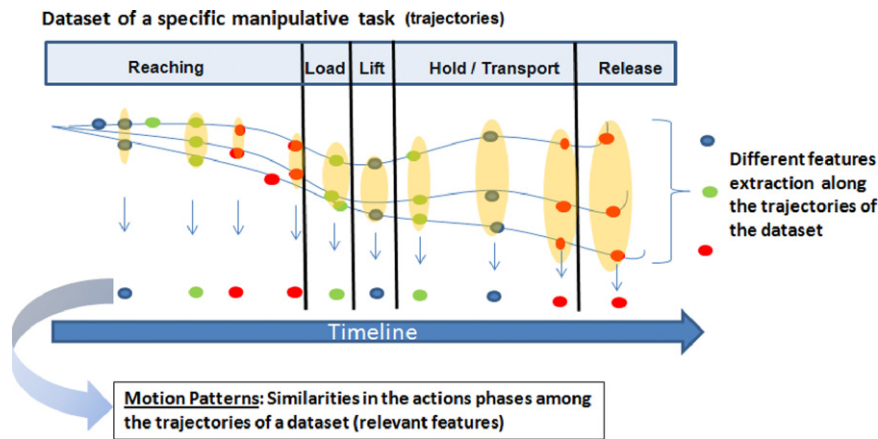 Dataset of a specific manipulative task (trajectories)
Reaching
Load
Lift
Hold / Transport
Release
Different features
extraction along
the trajectories of
the dataset
Timeline
Motion Patterns: Similarities in the actions phases among
the trajectories of a dataset (relevant features)